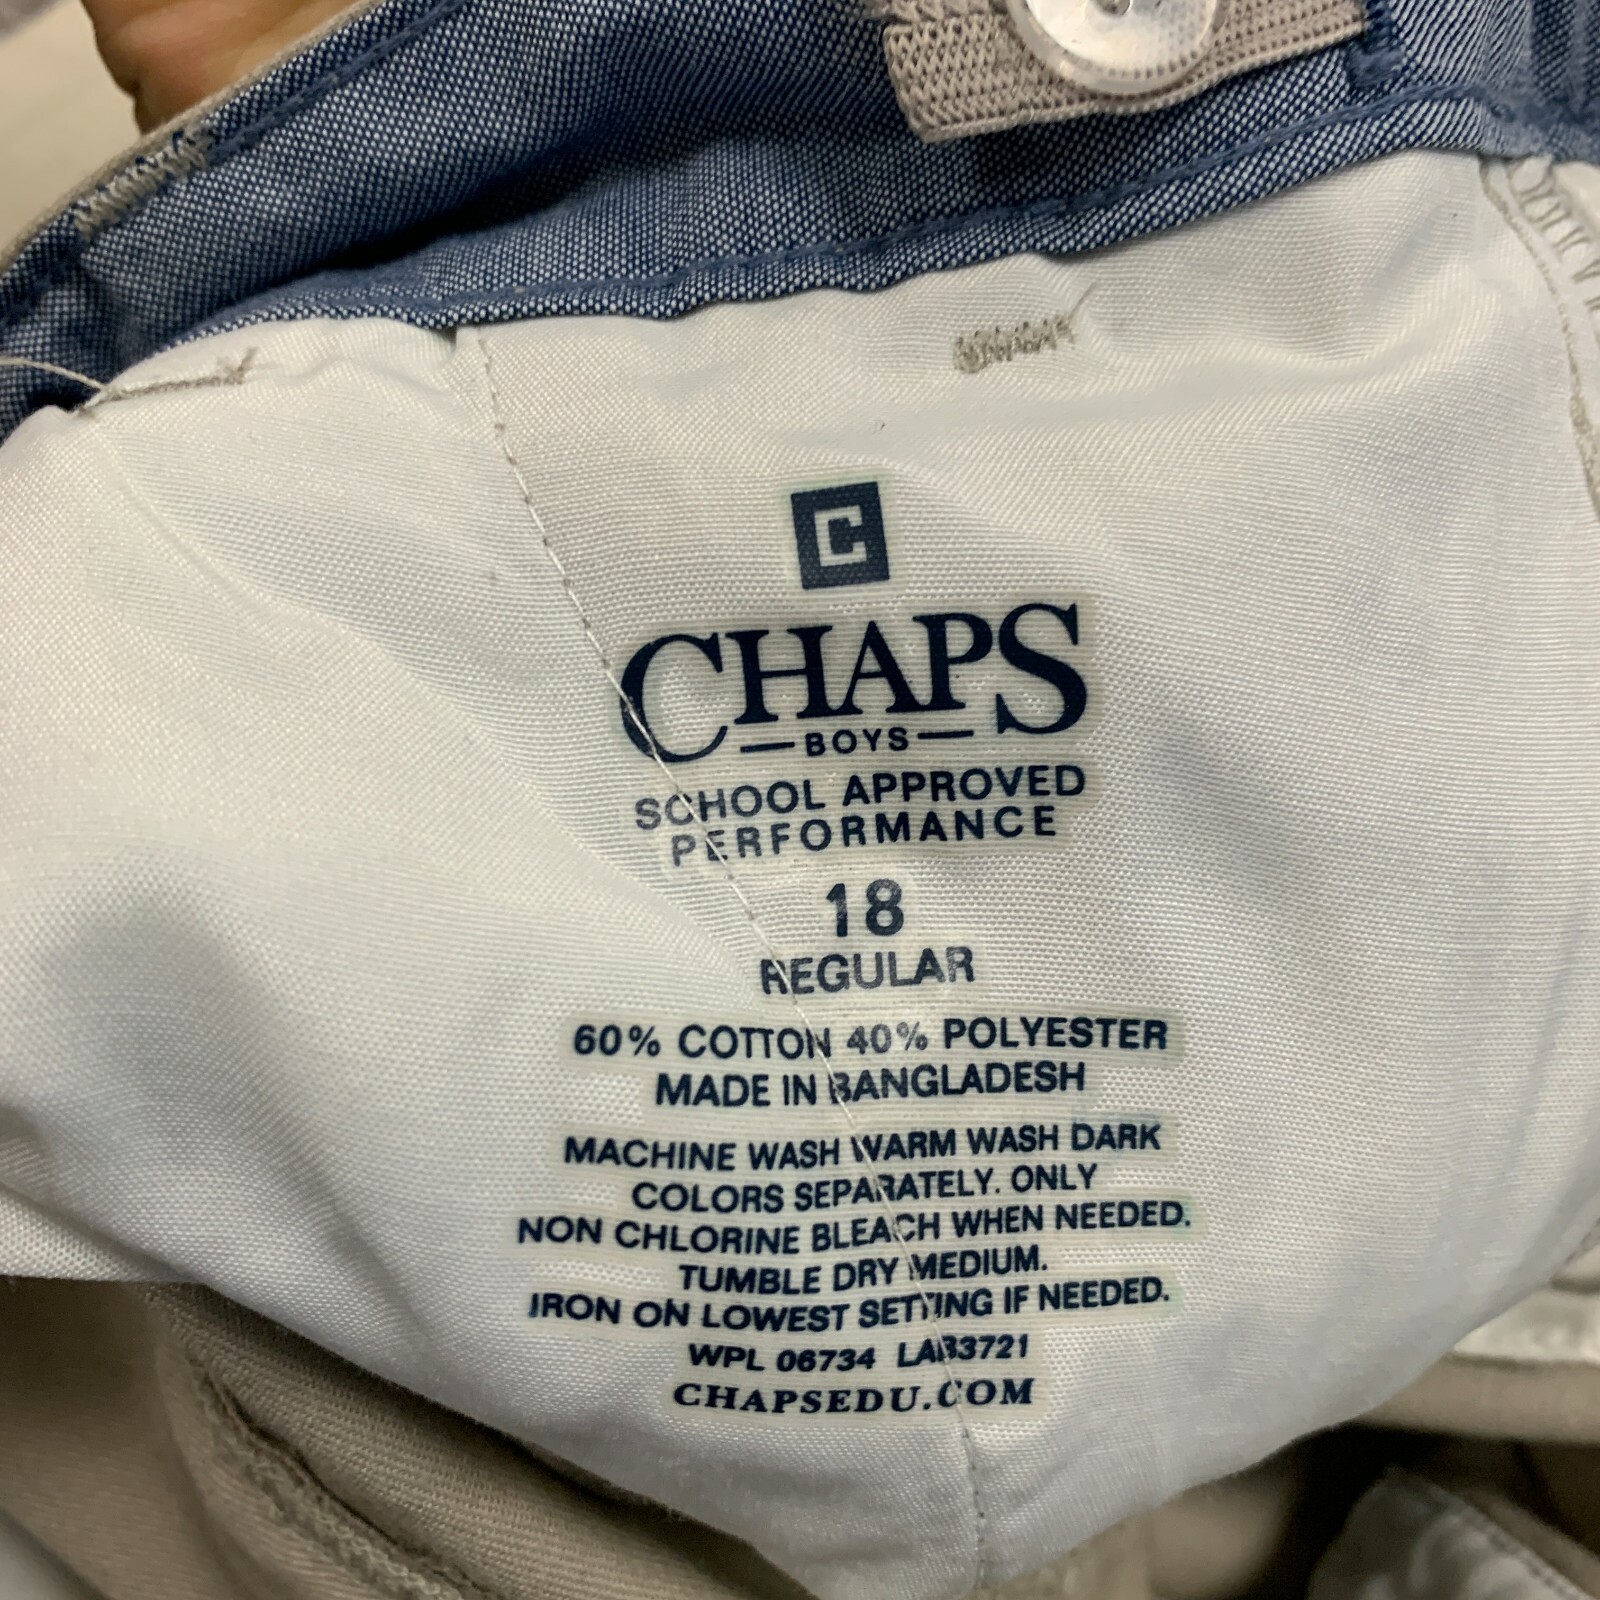 C
CHAPS
BOYS
SCHOOL APPROVED
PERFORMANCE
18
REGULAR
60% COTTON 40% POLYESTER
MADE IN BANGLADESH
MACHINE WASH WARM WASH DARK
COLORS SEPARATELY. ONLY
NON CHLORINE BLEACH WHEN NEEDED.
TUMBLE DRY MEDIUM.
IRON ON LOWEST SETTING IF NEEDED.
WPL 06734 LAB3721
CHAPSEDU.COM